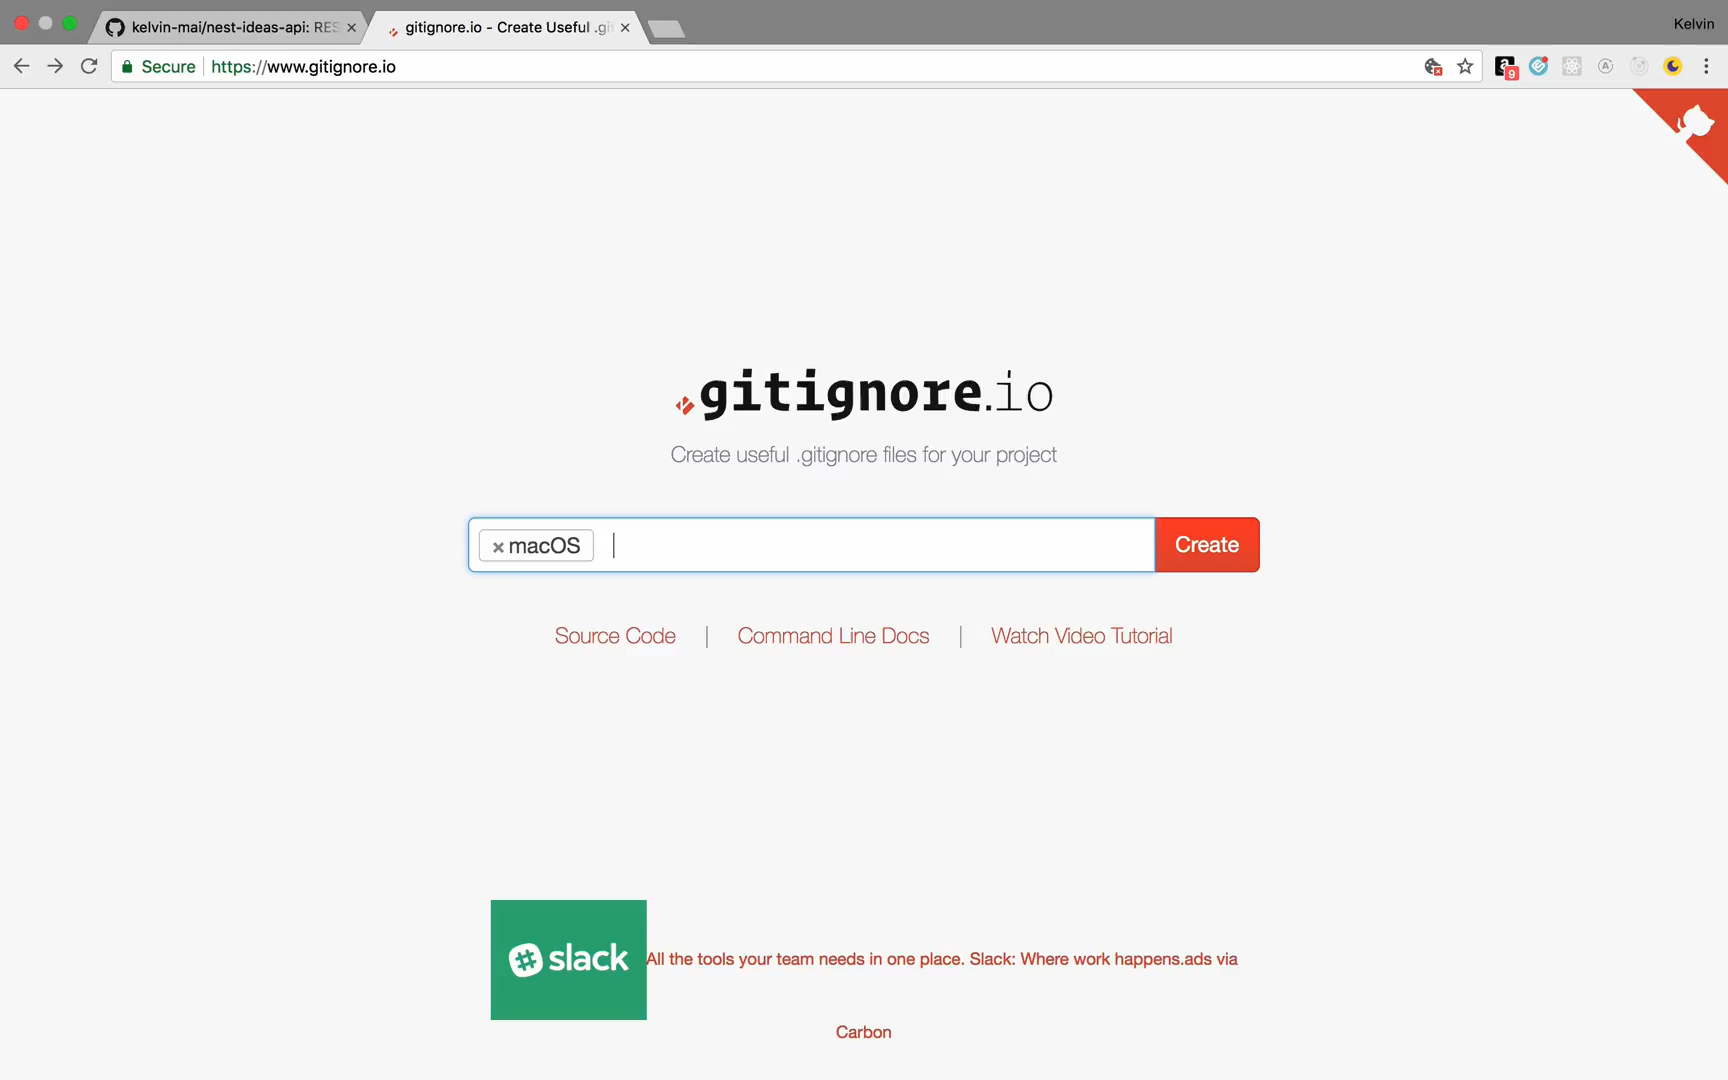 kelvin-mai/nest-ideas-api: RES
gitignore.io - Create Useful .gi
Kelvin
Secure https://www.gitignore.io
9
.gitignore.io
Create useful .gitignore files for your project
macOS
Create
Source Code | Command Line Docs | Watch Video Tutorial
slack
All the tools your team needs in one place. Slack: Where work happens.ads via
Carbon